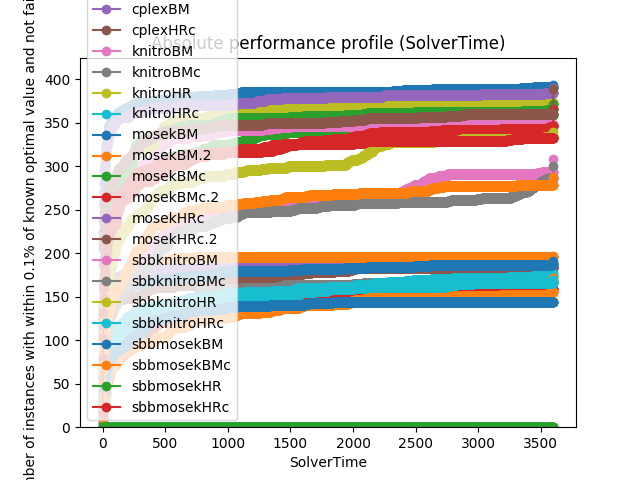 Absolute performance profile (SolverTime)
mber of instances with within 0.1% of known optimal value and not fai
400
350
300
250
200
150
100
50
0
0 500 1000 1500 2000 2500 3000 3500
SolverTime
cplexBM
cplexHRc
knitroBM
knitroBMc
knitroHR
knitroHRc
mosekBM
mosekBM.2
mosekBMc
mosekBMc.2
mosekHRc
mosekHRc.2
sbbknitroBM
sbbknitroBMc
sbbknitroHR
sbbknitroHRc
sbbmosekBM
sbbmosekBMc
sbbmosekHR
sbbmosekHRc